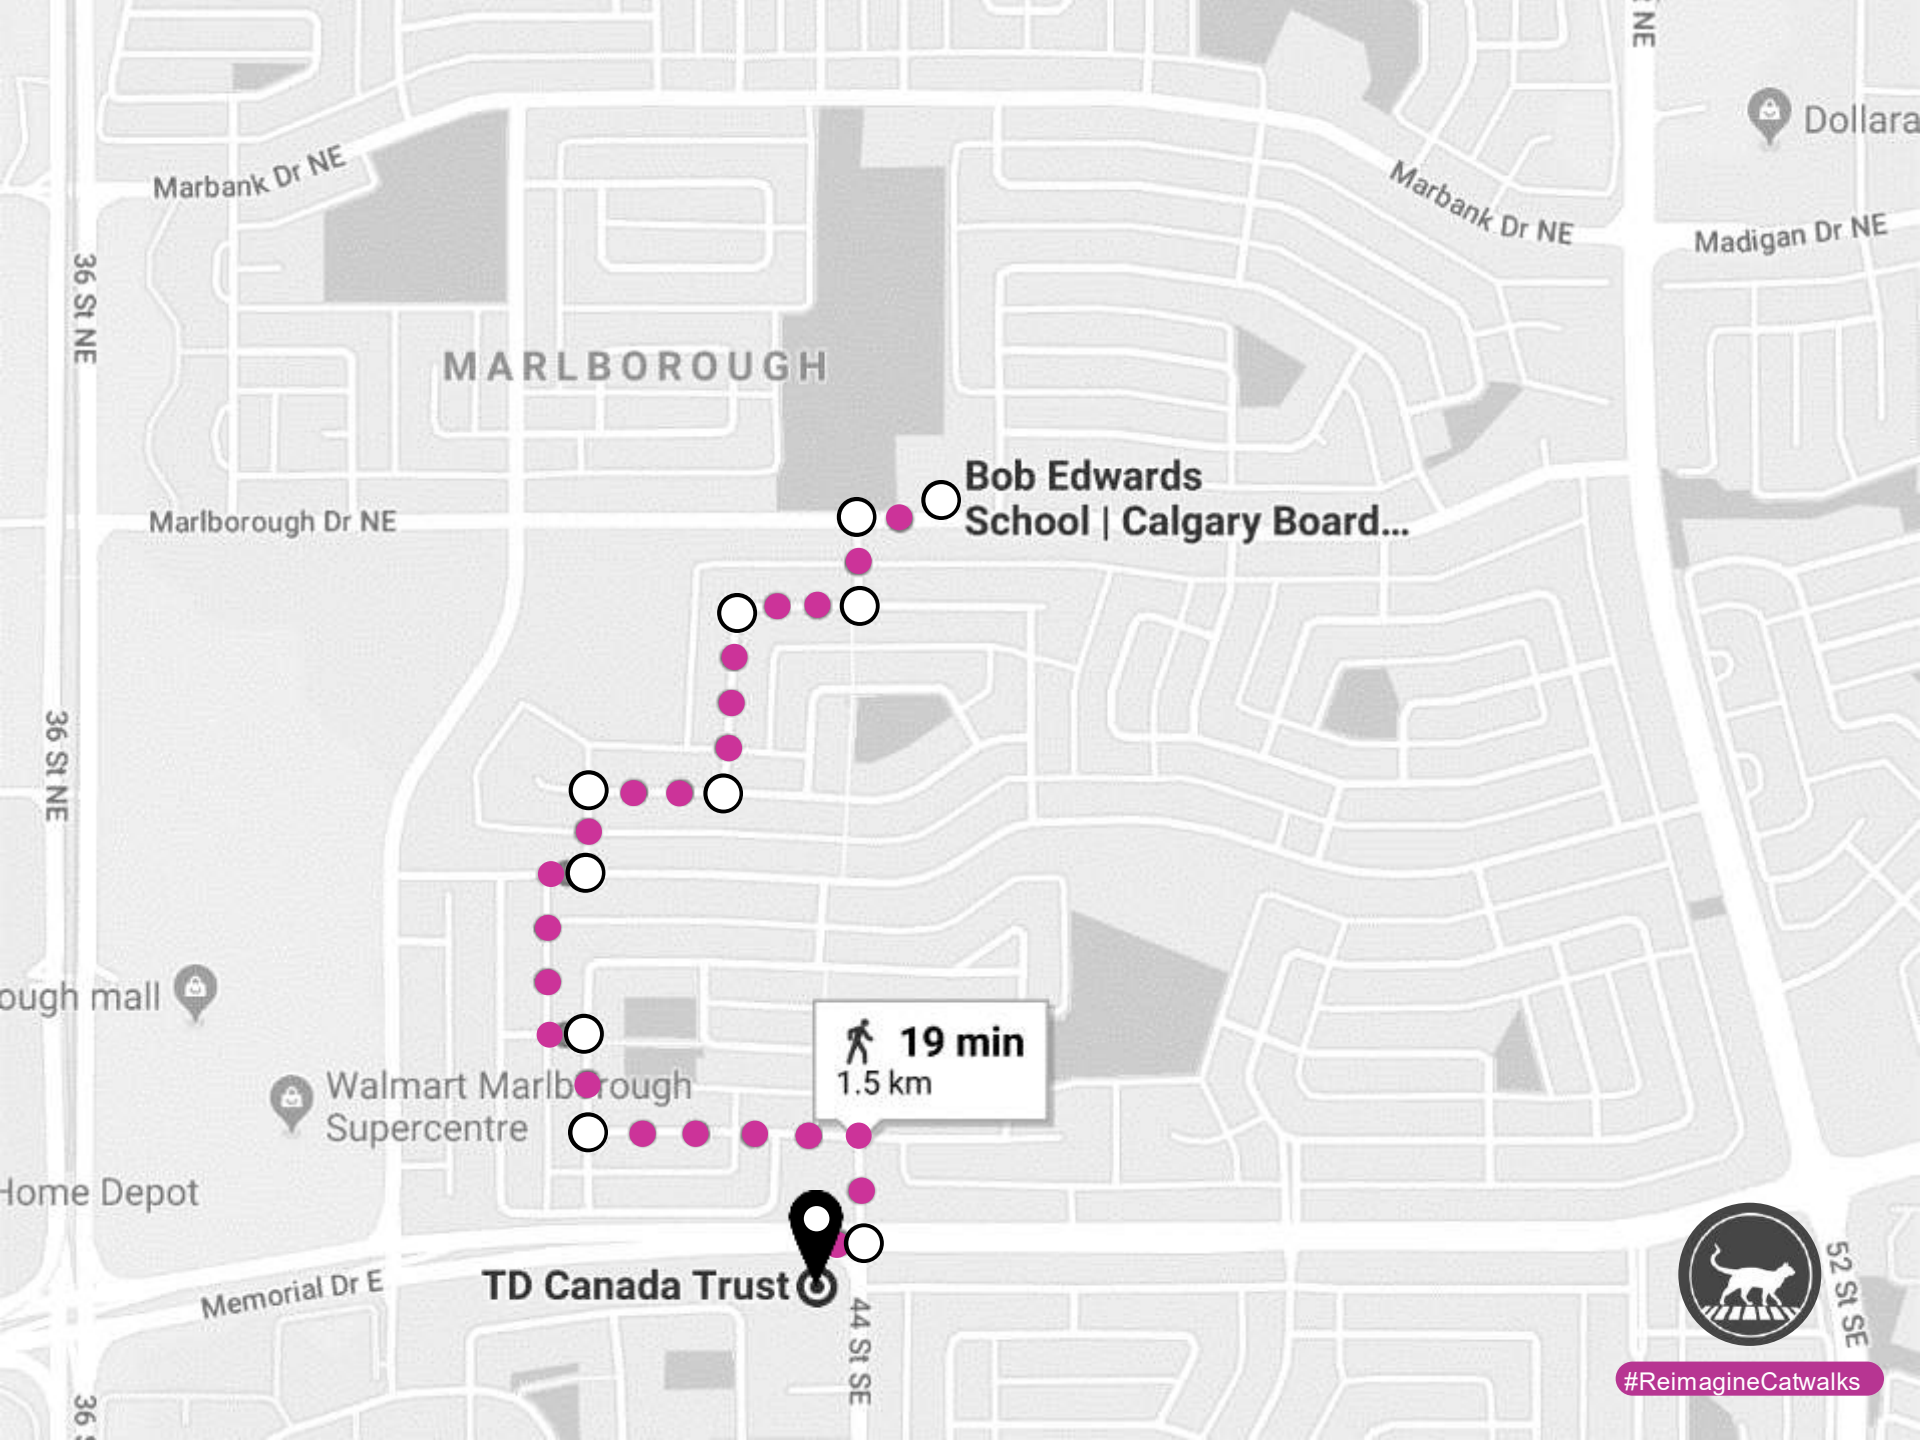 NE
Dollara
Marbank Dr NE
Marbank Dr NE
Madigan Dr NE
36 St NE
MARLBOROUGH
Bob Edwards
School | Calgary Board...
Marlborough Dr NE
36 St NE
ough mall
19 min
1.5 km
Walmart Marlborough
Supercentre
Home Depot
TD Canada Trust
Memorial Dr E
44 St SE
52 St SE
#ReimagineCatwalks
36 S